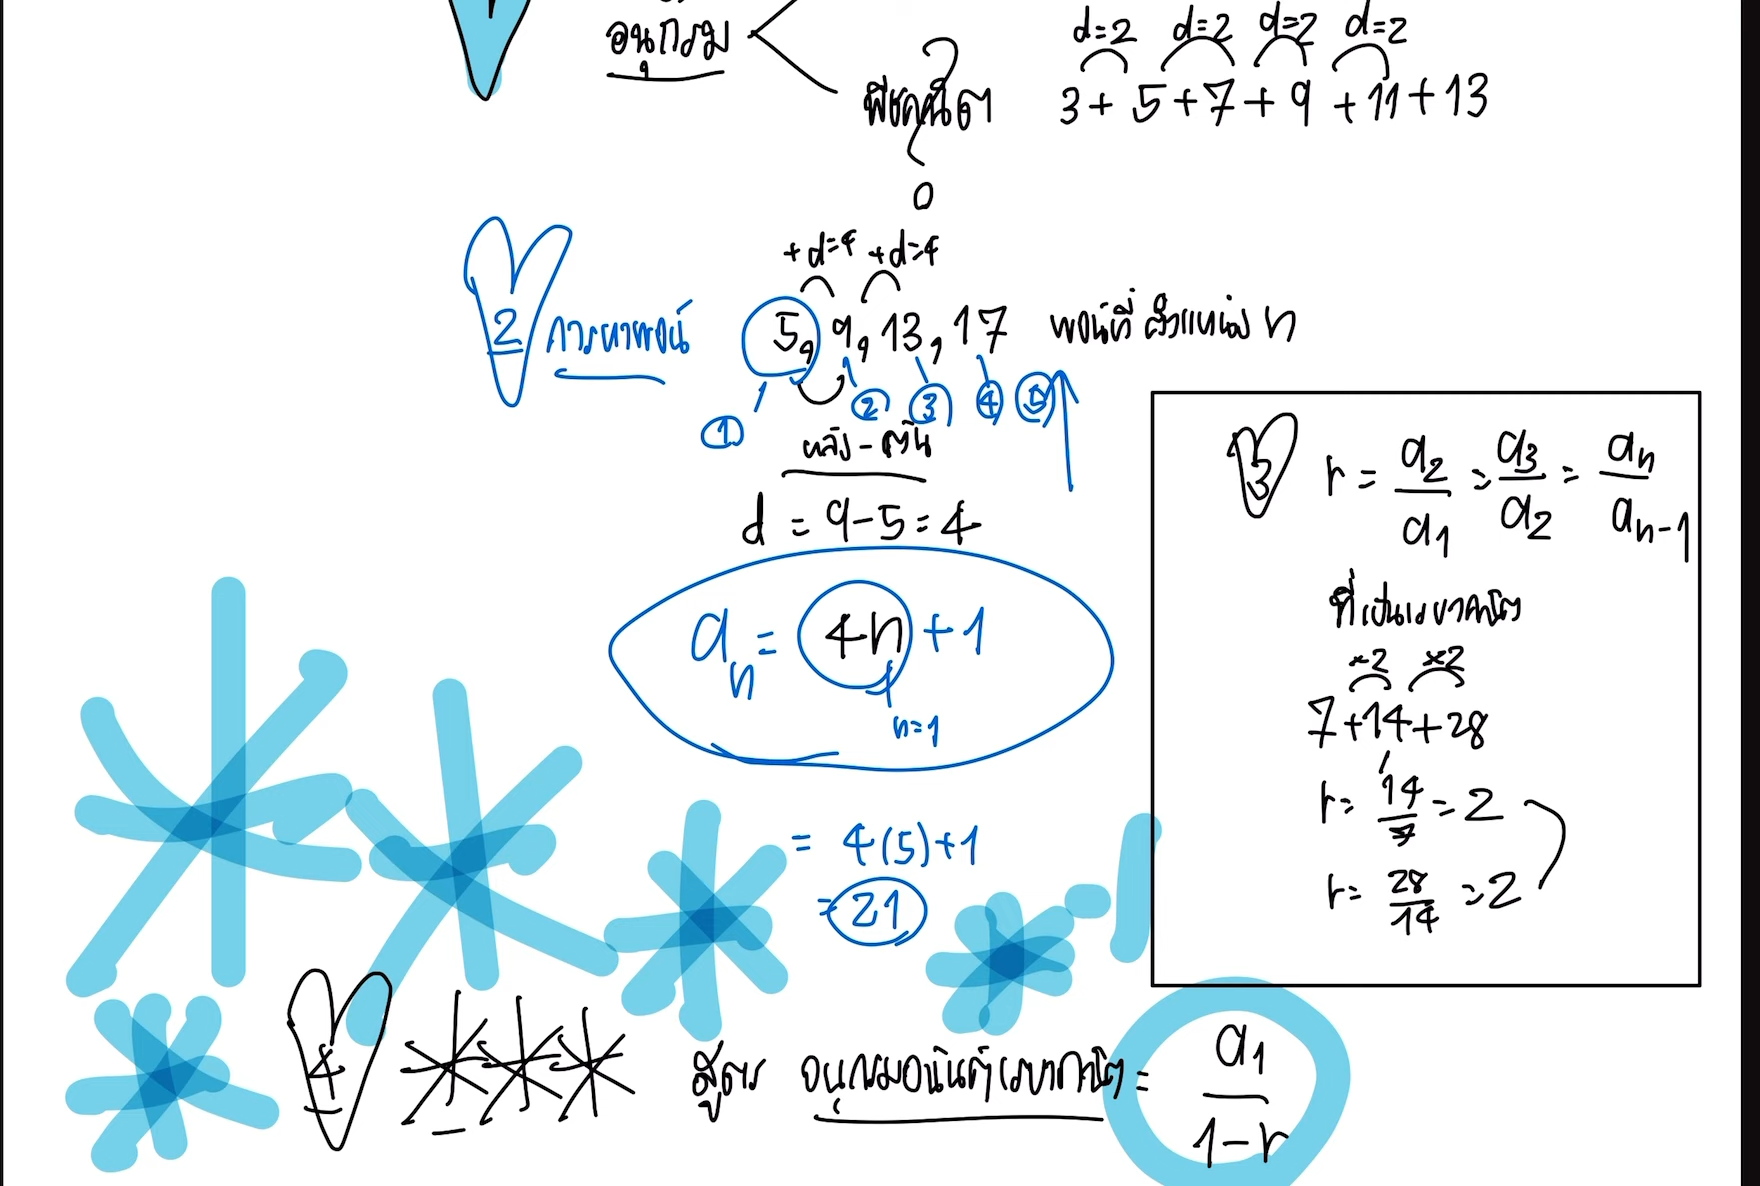 อนุกรม
d=2 d=2 d=2 d=2
พีชคณิต 3+5+7+9+11+13
+d=4 +d=4
2 การหาพจน์ 5,9,13,17 พจน์ที่ ตำแหน่ง n
1 2 3 4 5
หลัง-ต้น
d = 9-5 = 4
aₙ = 4n+1
n=1
= 4(5)+1
= 21
3 r = a₂/a₁ = a₃/a₂ = aₙ/aₙ₋₁
ที่เป็นเรขาคณิต
×2 ×2
7+14+28
r = 14/7 = 2
r = 28/14 = 2
4 สูตร อนุกรมอนันต์เรขาคณิต = a₁/(1-r)